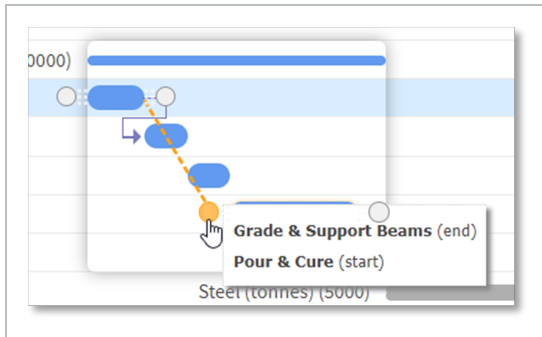 0000)
Grade & Support Beams (end)
Pour & Cure (start)
Steel (tonnes) (5000)